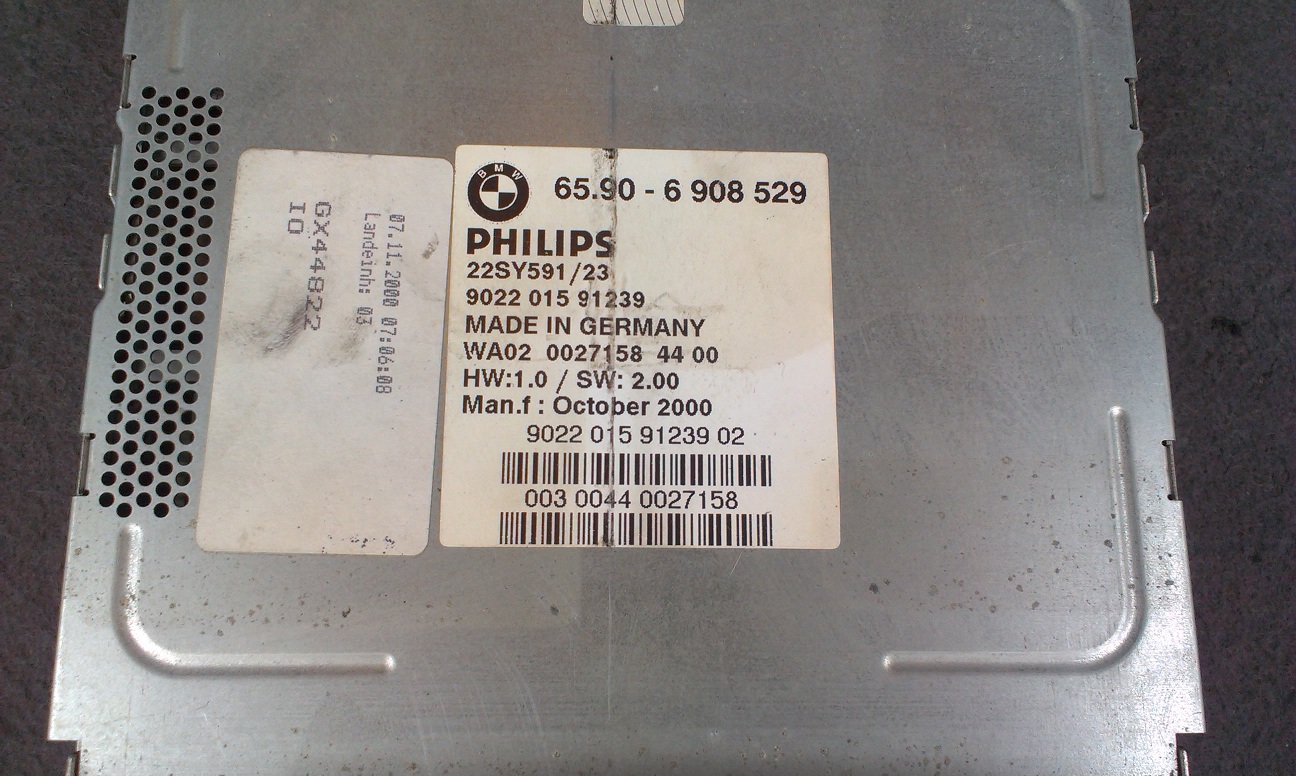 07.11.2000 07:06:08
Landeinh: 03
GX44822
IO
BMW
65.90 - 6 908 529
PHILIPS
22SY591/23
9022 015 91239
MADE IN GERMANY
WA02 0027158 44 00
HW:1.0 / SW: 2.00
Man.f : October 2000
9022 015 91239 02
003 0044 0027158